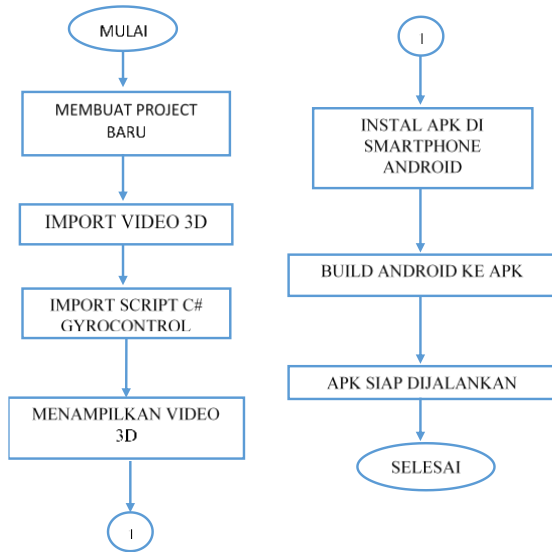 MULAI
MEMBUAT PROJECT
BARU
IMPORT VIDEO 3D
IMPORT SCRIPT C#
GYROCONTROL
MENAMPILKAN VIDEO
3D
I
I
INSTAL APK DI
SMARTPHONE
ANDROID
BUILD ANDROID KE APK
APK SIAP DIJALANKAN
SELESAI